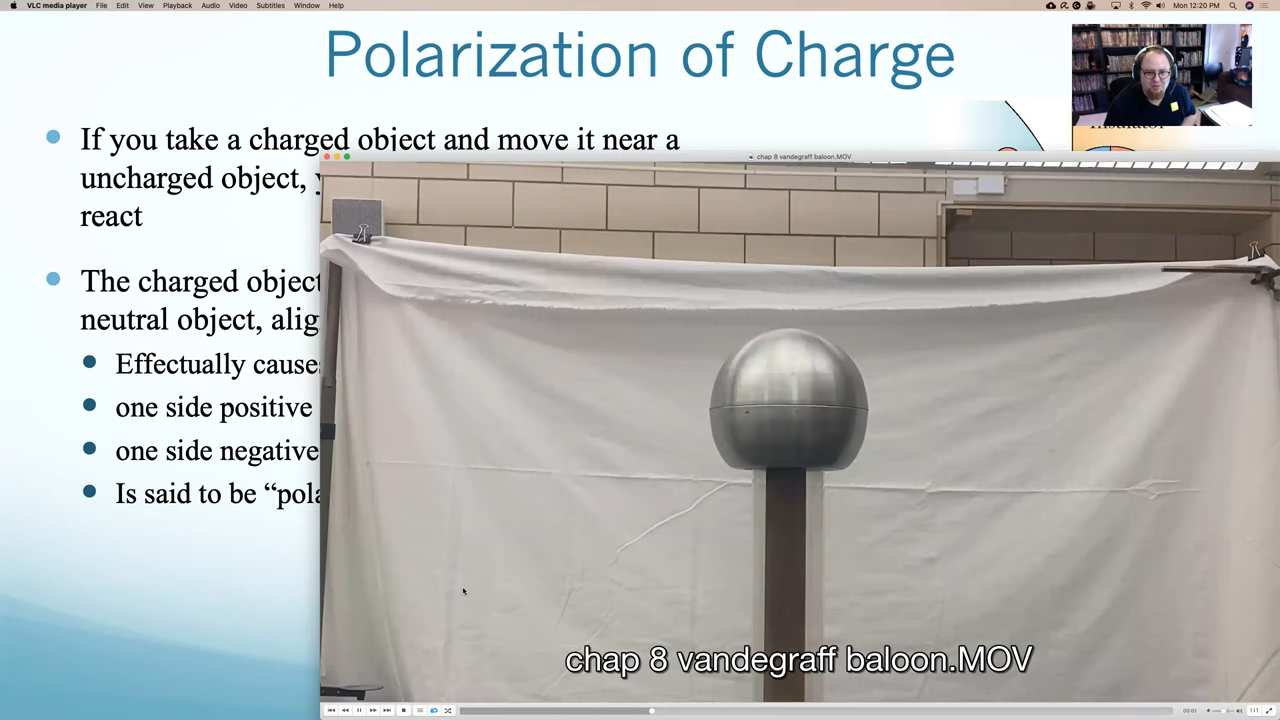 VLC media player File Edit View Playback Audio Video Subtitles Window Help Mon 12:20 PM
Polarization of Charge
If you take a charged object and move it near a
uncharged object,
react
The charged object
neutral object, alig
Effectually cause
one side positive
one side negative
Is said to be “pola
chap 8 vandegraff baloon.MOV
chap 8 vandegraff baloon.MOV
00:01